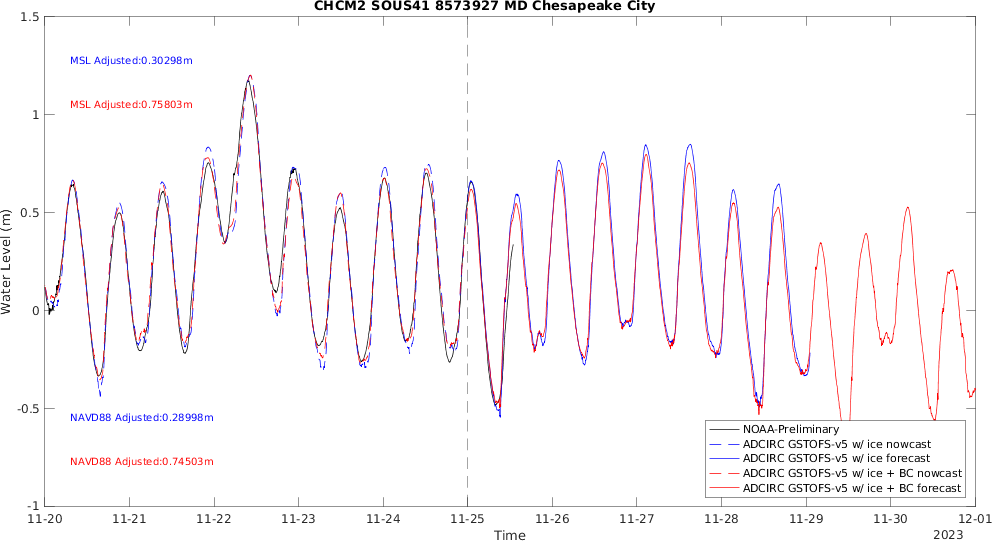 CHCM2 SOUS41 8573927 MD Chesapeake City
1.5
1
0.5
0
-0.5
-1
Water Level (m)
MSL Adjusted:0.30298m
MSL Adjusted:0.75803m
NAVD88 Adjusted:0.28998m
NAVD88 Adjusted:0.74503m
NOAA-Preliminary
ADCIRC GSTOFS-v5 w/ ice nowcast
ADCIRC GSTOFS-v5 w/ ice forecast
ADCIRC GSTOFS-v5 w/ ice + BC nowcast
ADCIRC GSTOFS-v5 w/ ice + BC forecast
11-20 11-21 11-22 11-23 11-24 11-25 11-26 11-27 11-28 11-29 11-30 12-01
Time
2023